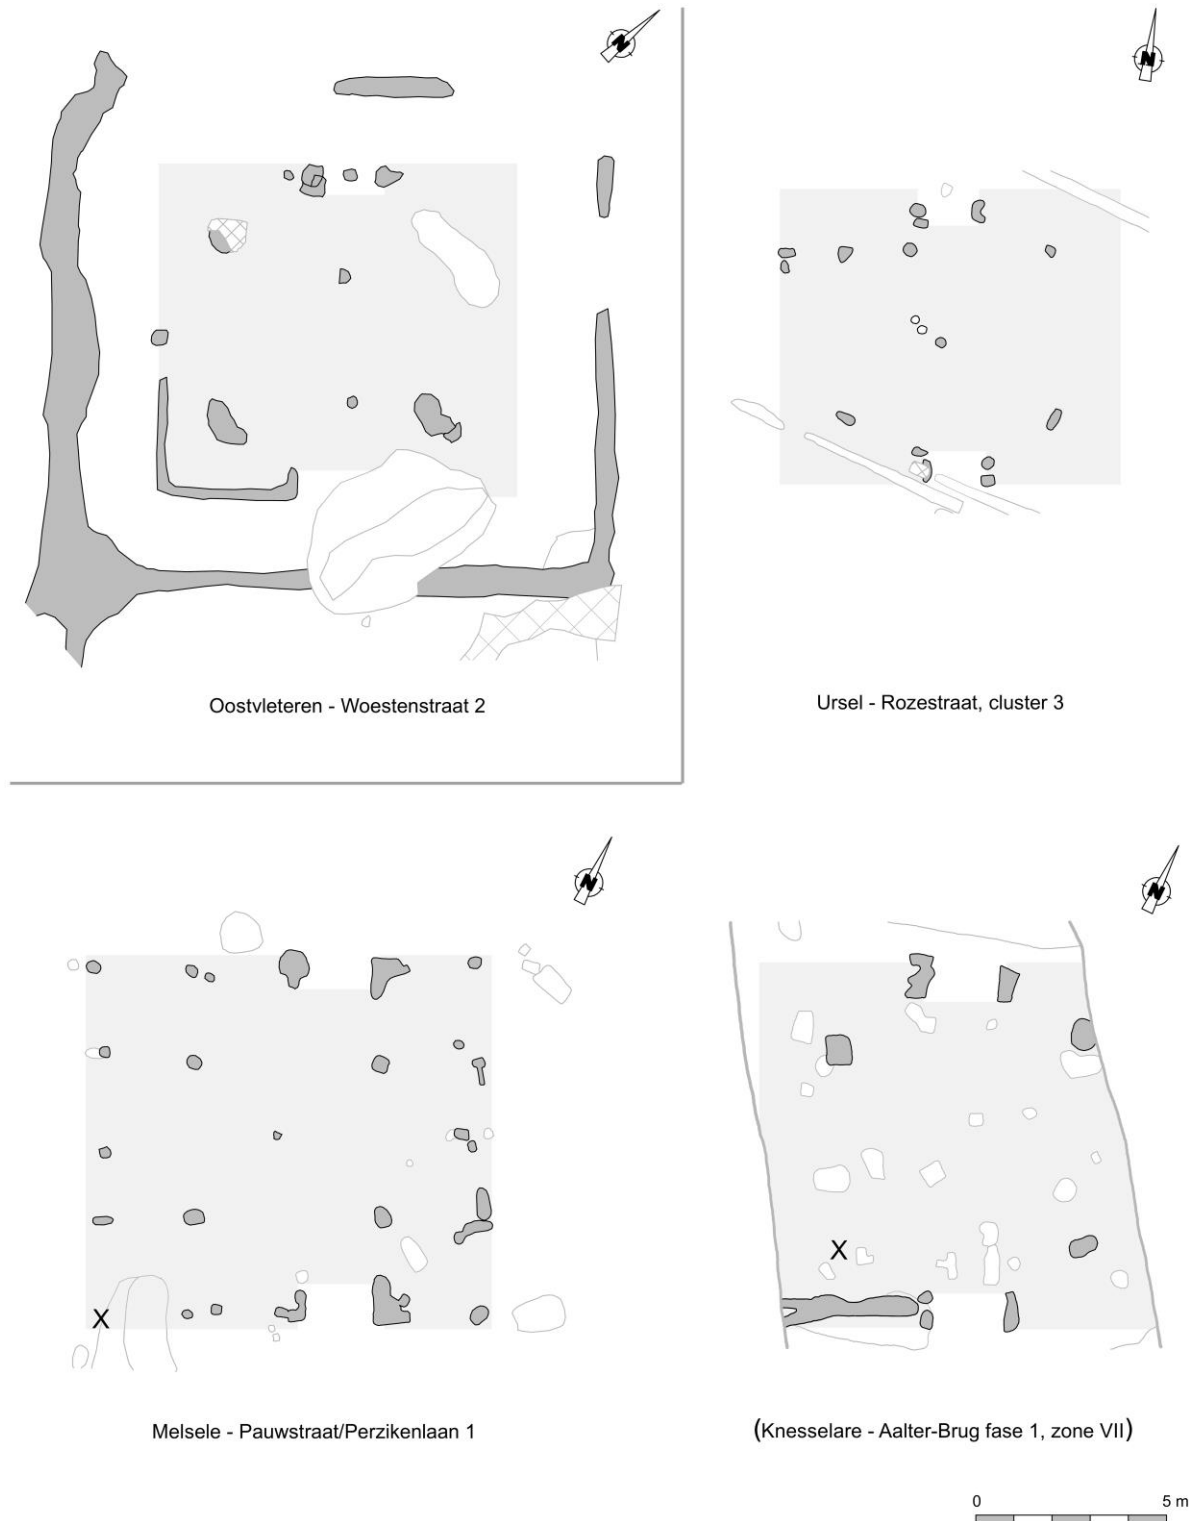 N
N
Oostvleteren - Woestenstraat 2
Ursel - Rozestraat, cluster 3
N
N
X
X
Melsele - Pauwstraat/Perzikenlaan 1
(Knesselare - Aalter-Brug fase 1, zone VII)
0 5 m